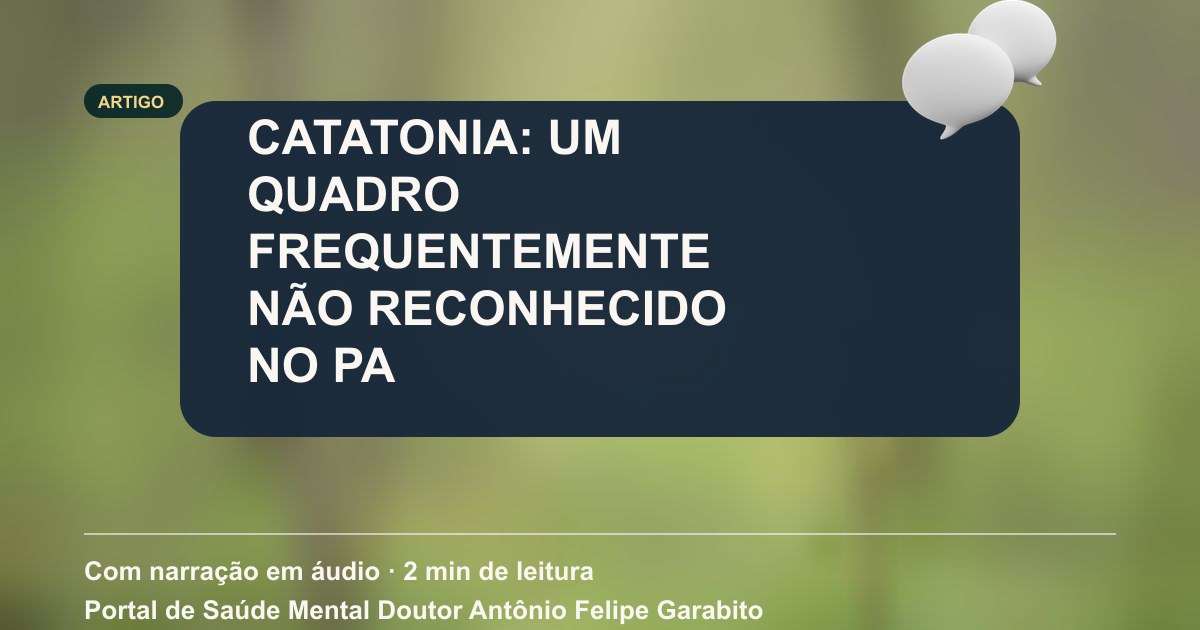 ARTIGO
CATATONIA: UM
QUADRO
FREQUENTEMENTE
NÃO RECONHECIDO
NO PA
Com narração em áudio · 2 min de leitura
Portal de Saúde Mental Doutor Antônio Felipe Garabito